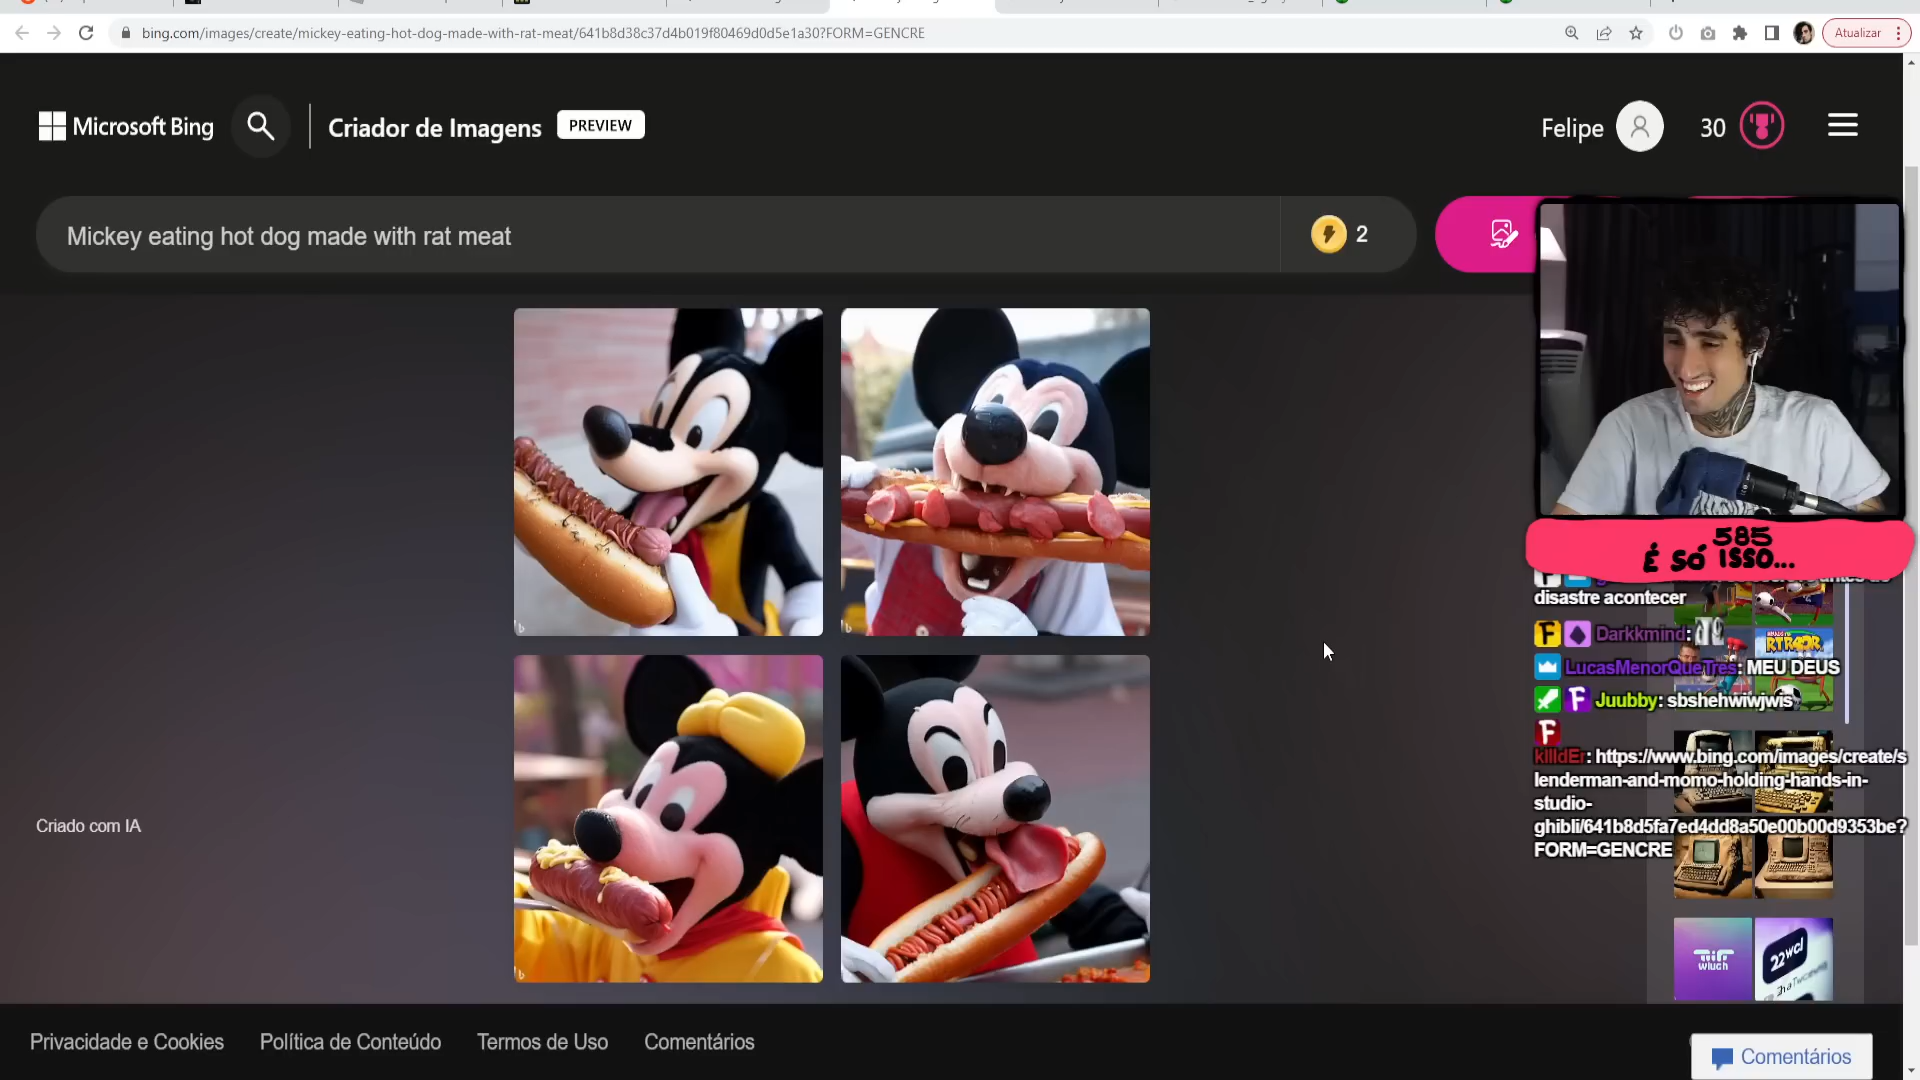 bing.com/images/create/mickey-eating-hot-dog-made-with-rat-meat/641b8d38c37d4b019f80469d0d5e1a30?FORM=GENCRE
Atualizar
Microsoft Bing
Criador de Imagens
PREVIEW
Felipe
30
Mickey eating hot dog made with rat meat
2
585
É SÓ ISSO...
disastre acontecer
Darkkmind:
LucasMenorQueTres: MEU DEUS
Juubby: sbshehwiwjwis
killdEr: https://www.bing.com/images/create/s
lenderman-and-momo-holding-hands-in-
studio-
ghibli/641b8d5fa7ed4dd8a50e00b00d9353be?
FORM=GENCRE
Criado com IA
22wcl
Privacidade e Cookies
Política de Conteúdo
Termos de Uso
Comentários
Comentários